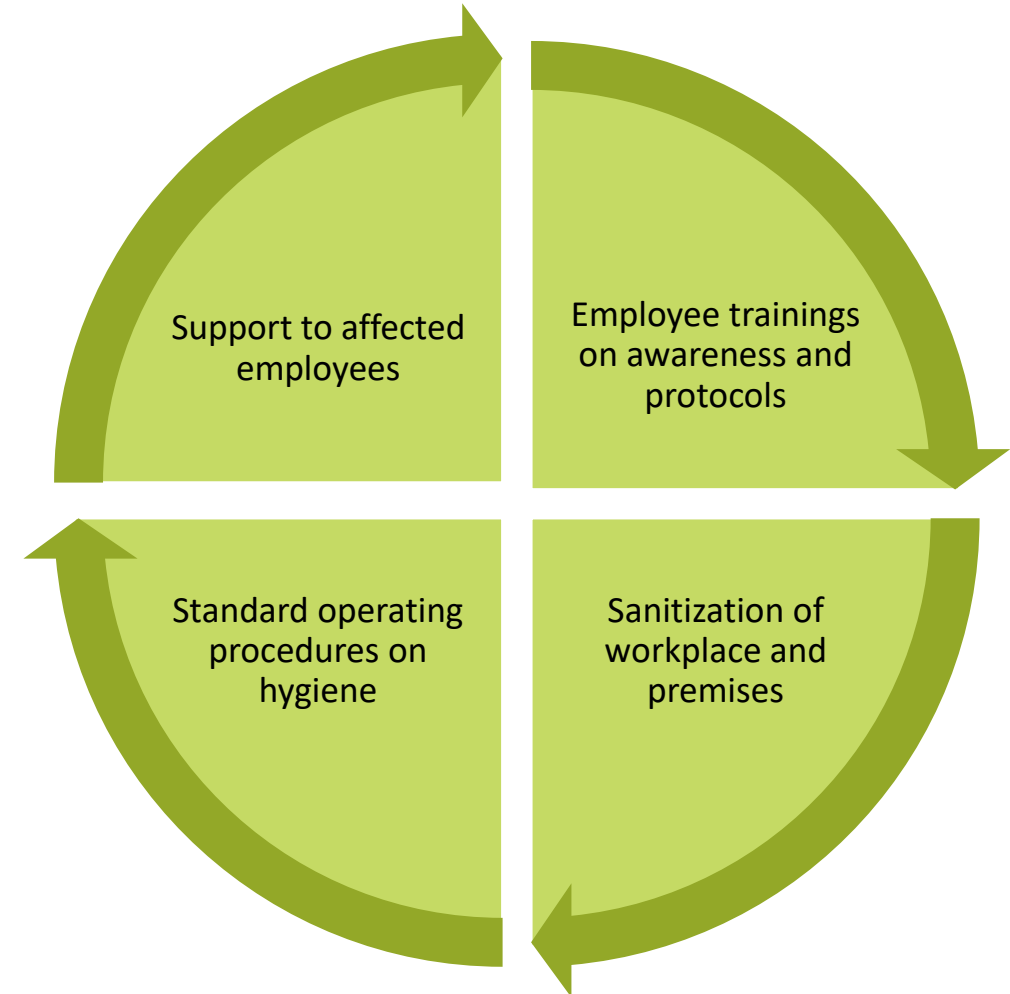 Support to affected
employees
Employee trainings
on awareness and
protocols
Standard operating
procedures on
hygiene
Sanitization of
workplace and
premises